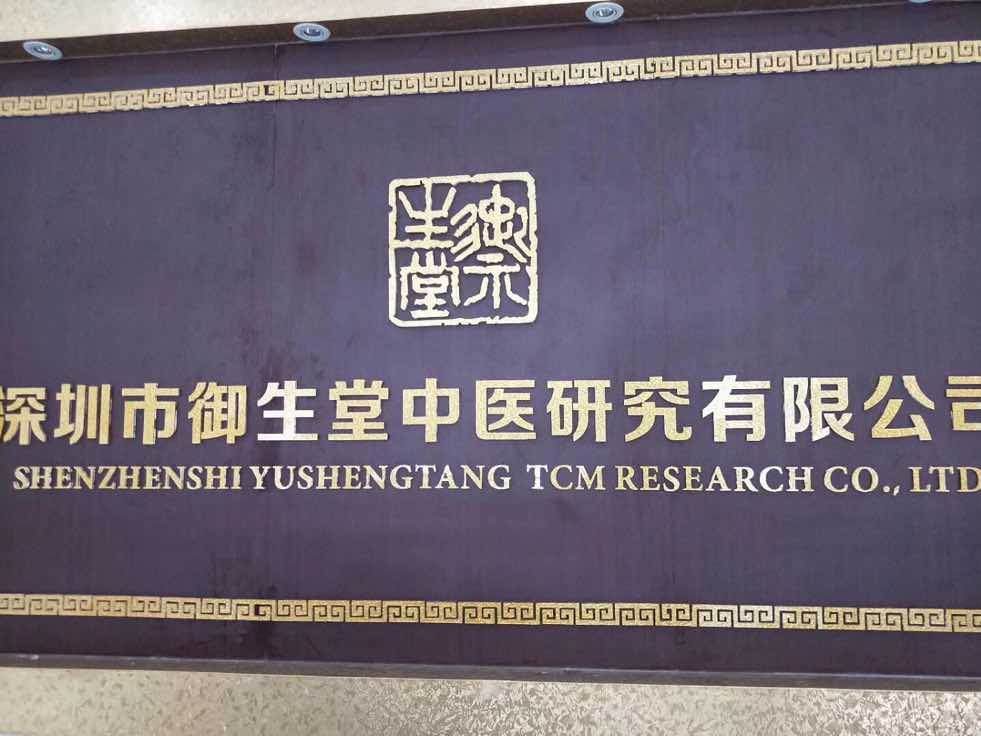 御生堂
深圳市御生堂中医研究有限公司
SHENZHENSHI YUSHENGTANG TCM RESEARCH CO., LTD